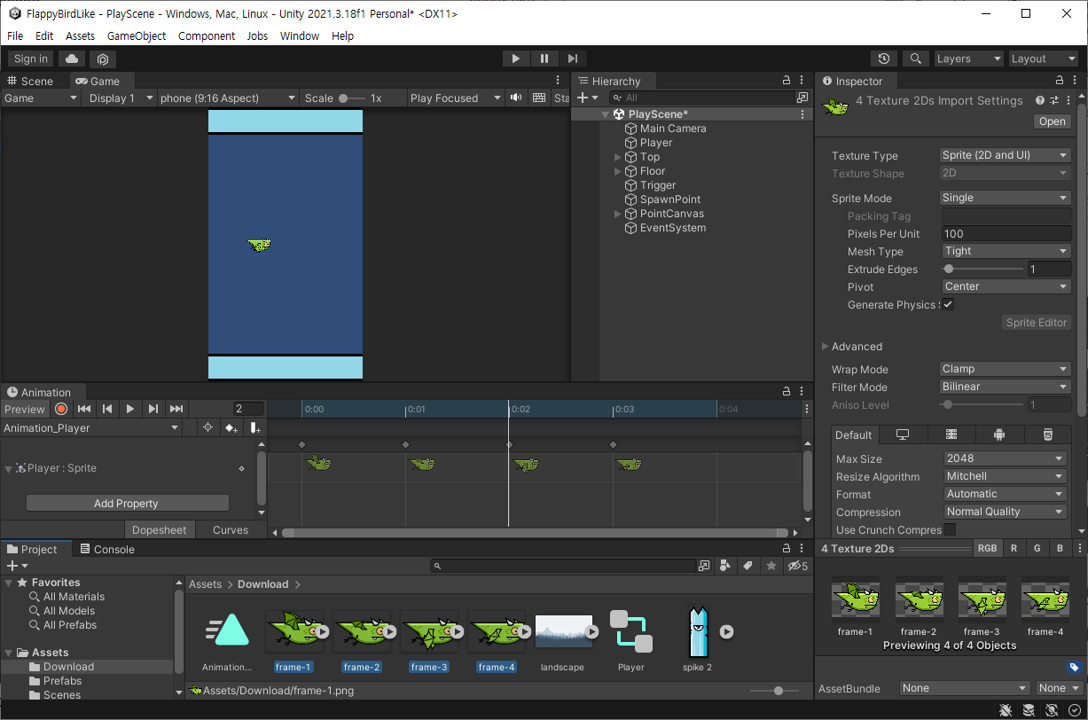 FlappyBirdLike - PlayScene - Windows, Mac, Linux - Unity 2021.3.18f1 Personal* <DX11>
File Edit Assets GameObject Component Jobs Window Help
Sign in
Layers
Layout
Scene
Game
Game
Display 1
phone (9:16 Aspect)
Scale
1x
Play Focused
Sta
Hierarchy
All
PlayScene*
Main Camera
Player
Top
Floor
Trigger
SpawnPoint
PointCanvas
EventSystem
Inspector
4 Texture 2Ds Import Settings
Open
Texture Type Sprite (2D and UI)
Texture Shape 2D
Sprite Mode Single
Packing Tag
Pixels Per Unit 100
Mesh Type Tight
Extrude Edges 1
Pivot Center
Generate Physics S
Sprite Editor
Advanced
Wrap Mode Clamp
Filter Mode Bilinear
Aniso Level 1
Default
Max Size 2048
Resize Algorithm Mitchell
Format Automatic
Compression Normal Quality
Use Crunch Compres
4 Texture 2Ds
RGB R G B
frame-1 frame-2 frame-3 frame-4
Previewing 4 of 4 Objects
AssetBundle None None
Animation
Preview
2
0:00 0:01 0:02 0:03 0:04
Animation_Player
Player : Sprite
Add Property
Dopesheet Curves
Project
Console
5
Favorites
All Materials
All Models
All Prefabs
Assets
Download
Prefabs
Scenes
Assets > Download >
Animation... frame-1 frame-2 frame-3 frame-4 landscape Player spike 2
Assets/Download/frame-1.png